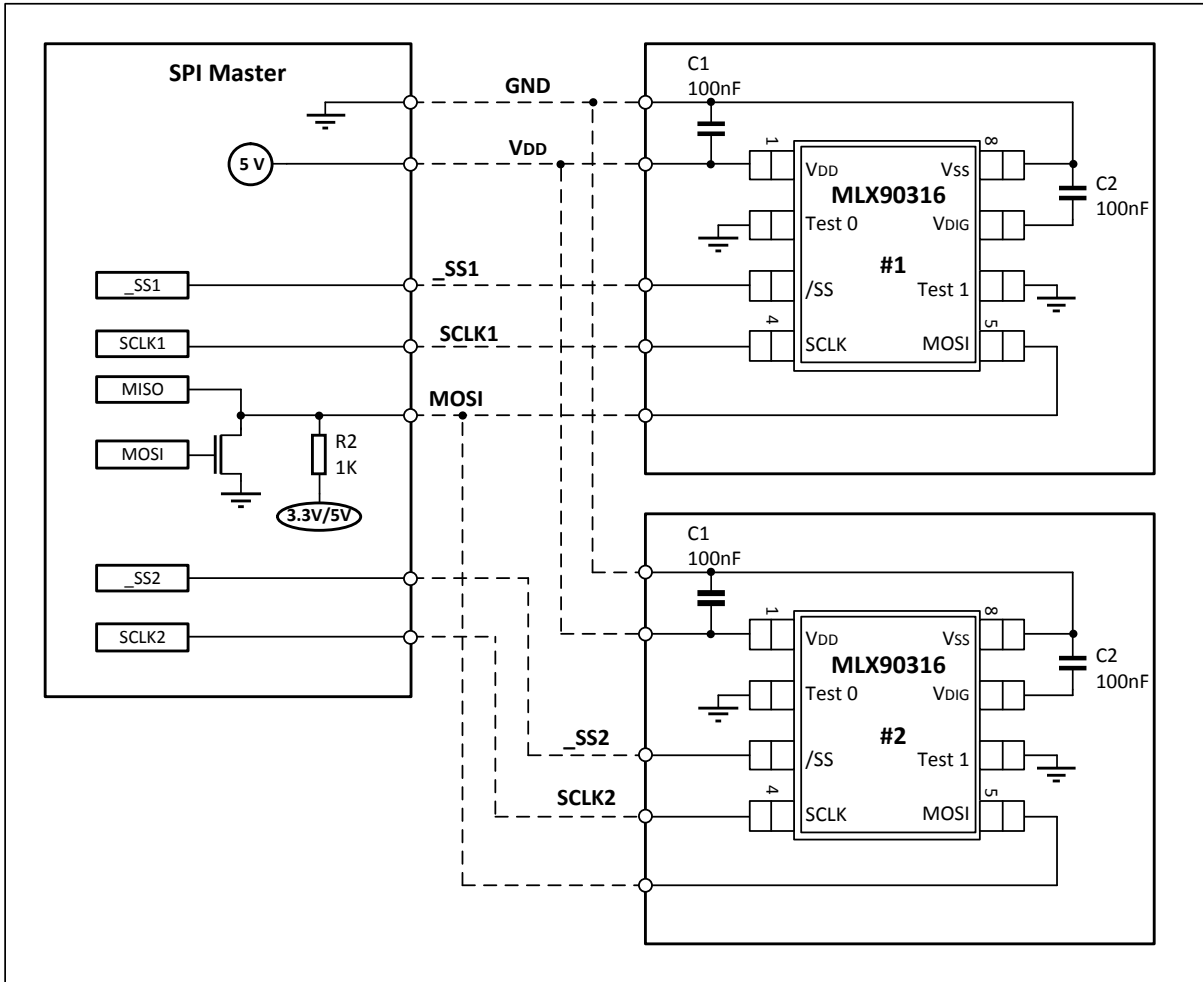 SPI Master
GND
VDD
5 V
_SS1
_SS1
SCLK1
SCLK1
MISO
MOSI
MOSI
R2
1K
3.3V/5V
_SS2
SCLK2
_SS2
SCLK2
C1
100nF
1
8
VDD
VSS
MLX90316
C2
100nF
Test 0
VDIG
#1
/SS
Test 1
4
5
SCLK
MOSI
C1
100nF
1
8
VDD
VSS
MLX90316
C2
100nF
Test 0
VDIG
#2
/SS
Test 1
4
5
SCLK
MOSI